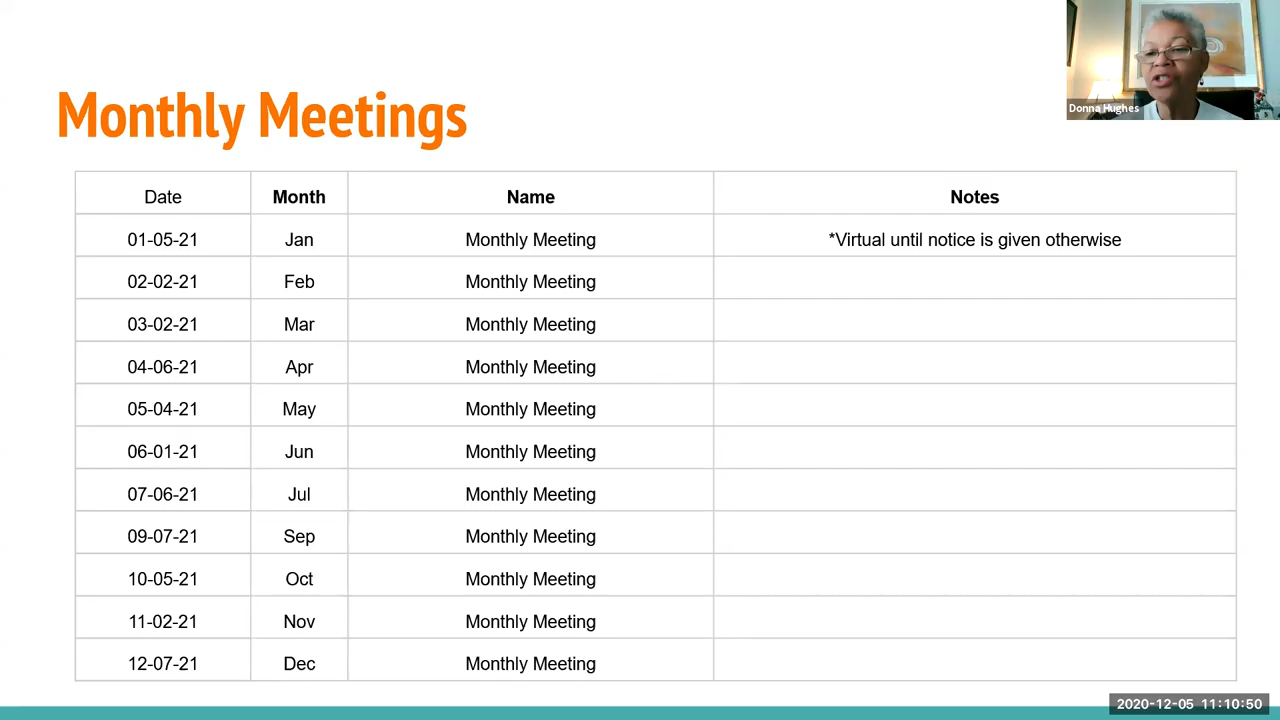 Donna Hughes
Monthly Meetings
Date Month Name Notes
01-05-21 Jan Monthly Meeting *Virtual until notice is given otherwise
02-02-21 Feb Monthly Meeting
03-02-21 Mar Monthly Meeting
04-06-21 Apr Monthly Meeting
05-04-21 May Monthly Meeting
06-01-21 Jun Monthly Meeting
07-06-21 Jul Monthly Meeting
09-07-21 Sep Monthly Meeting
10-05-21 Oct Monthly Meeting
11-02-21 Nov Monthly Meeting
12-07-21 Dec Monthly Meeting
2020-12-05 11:10:50